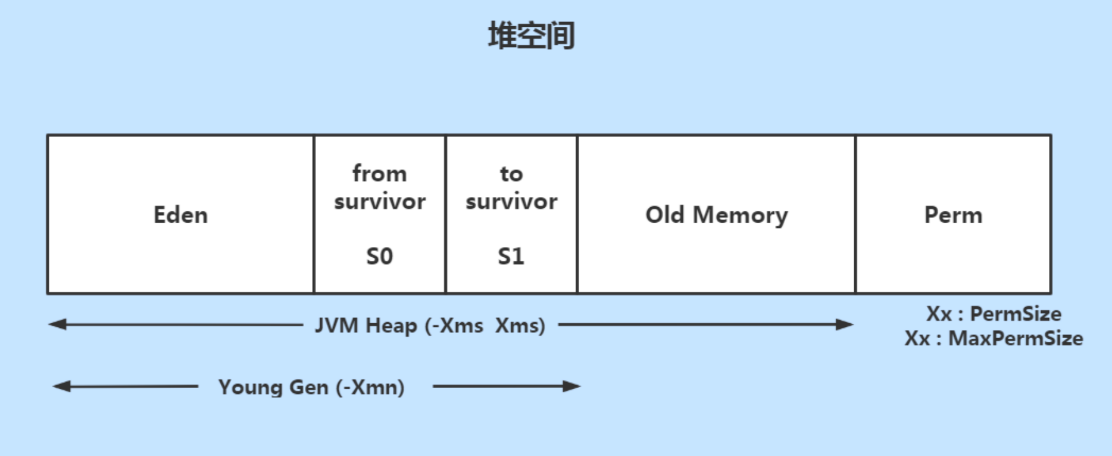 堆空间
Eden
from
survivor
S0
to
survivor
S1
Old Memory
Perm
JVM Heap (-Xms  Xms)
Xx : PermSize
Xx : MaxPermSize
Young Gen (-Xmn)